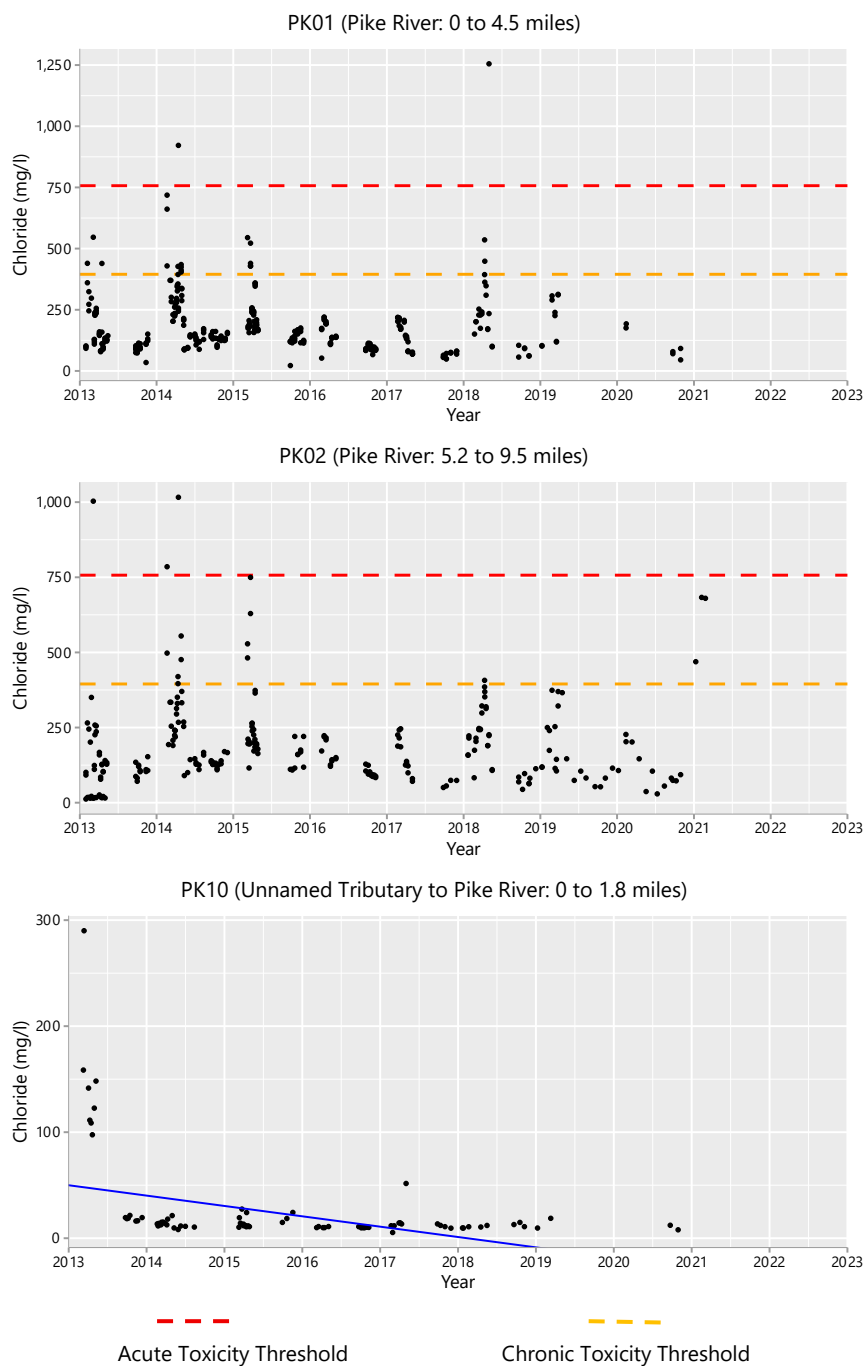 PK01 (Pike River: 0 to 4.5 miles)
1,250
1,000
750
500
250
0
Chloride (mg/l)
2013 2014 2015 2016 2017 2018 2019 2020 2021 2022 2023
Year
PK02 (Pike River: 5.2 to 9.5 miles)
1,000
750
500
250
0
Chloride (mg/l)
2013 2014 2015 2016 2017 2018 2019 2020 2021 2022 2023
Year
PK10 (Unnamed Tributary to Pike River: 0 to 1.8 miles)
300
200
100
0
Chloride (mg/l)
2013 2014 2015 2016 2017 2018 2019 2020 2021 2022 2023
Year
Acute Toxicity Threshold Chronic Toxicity Threshold